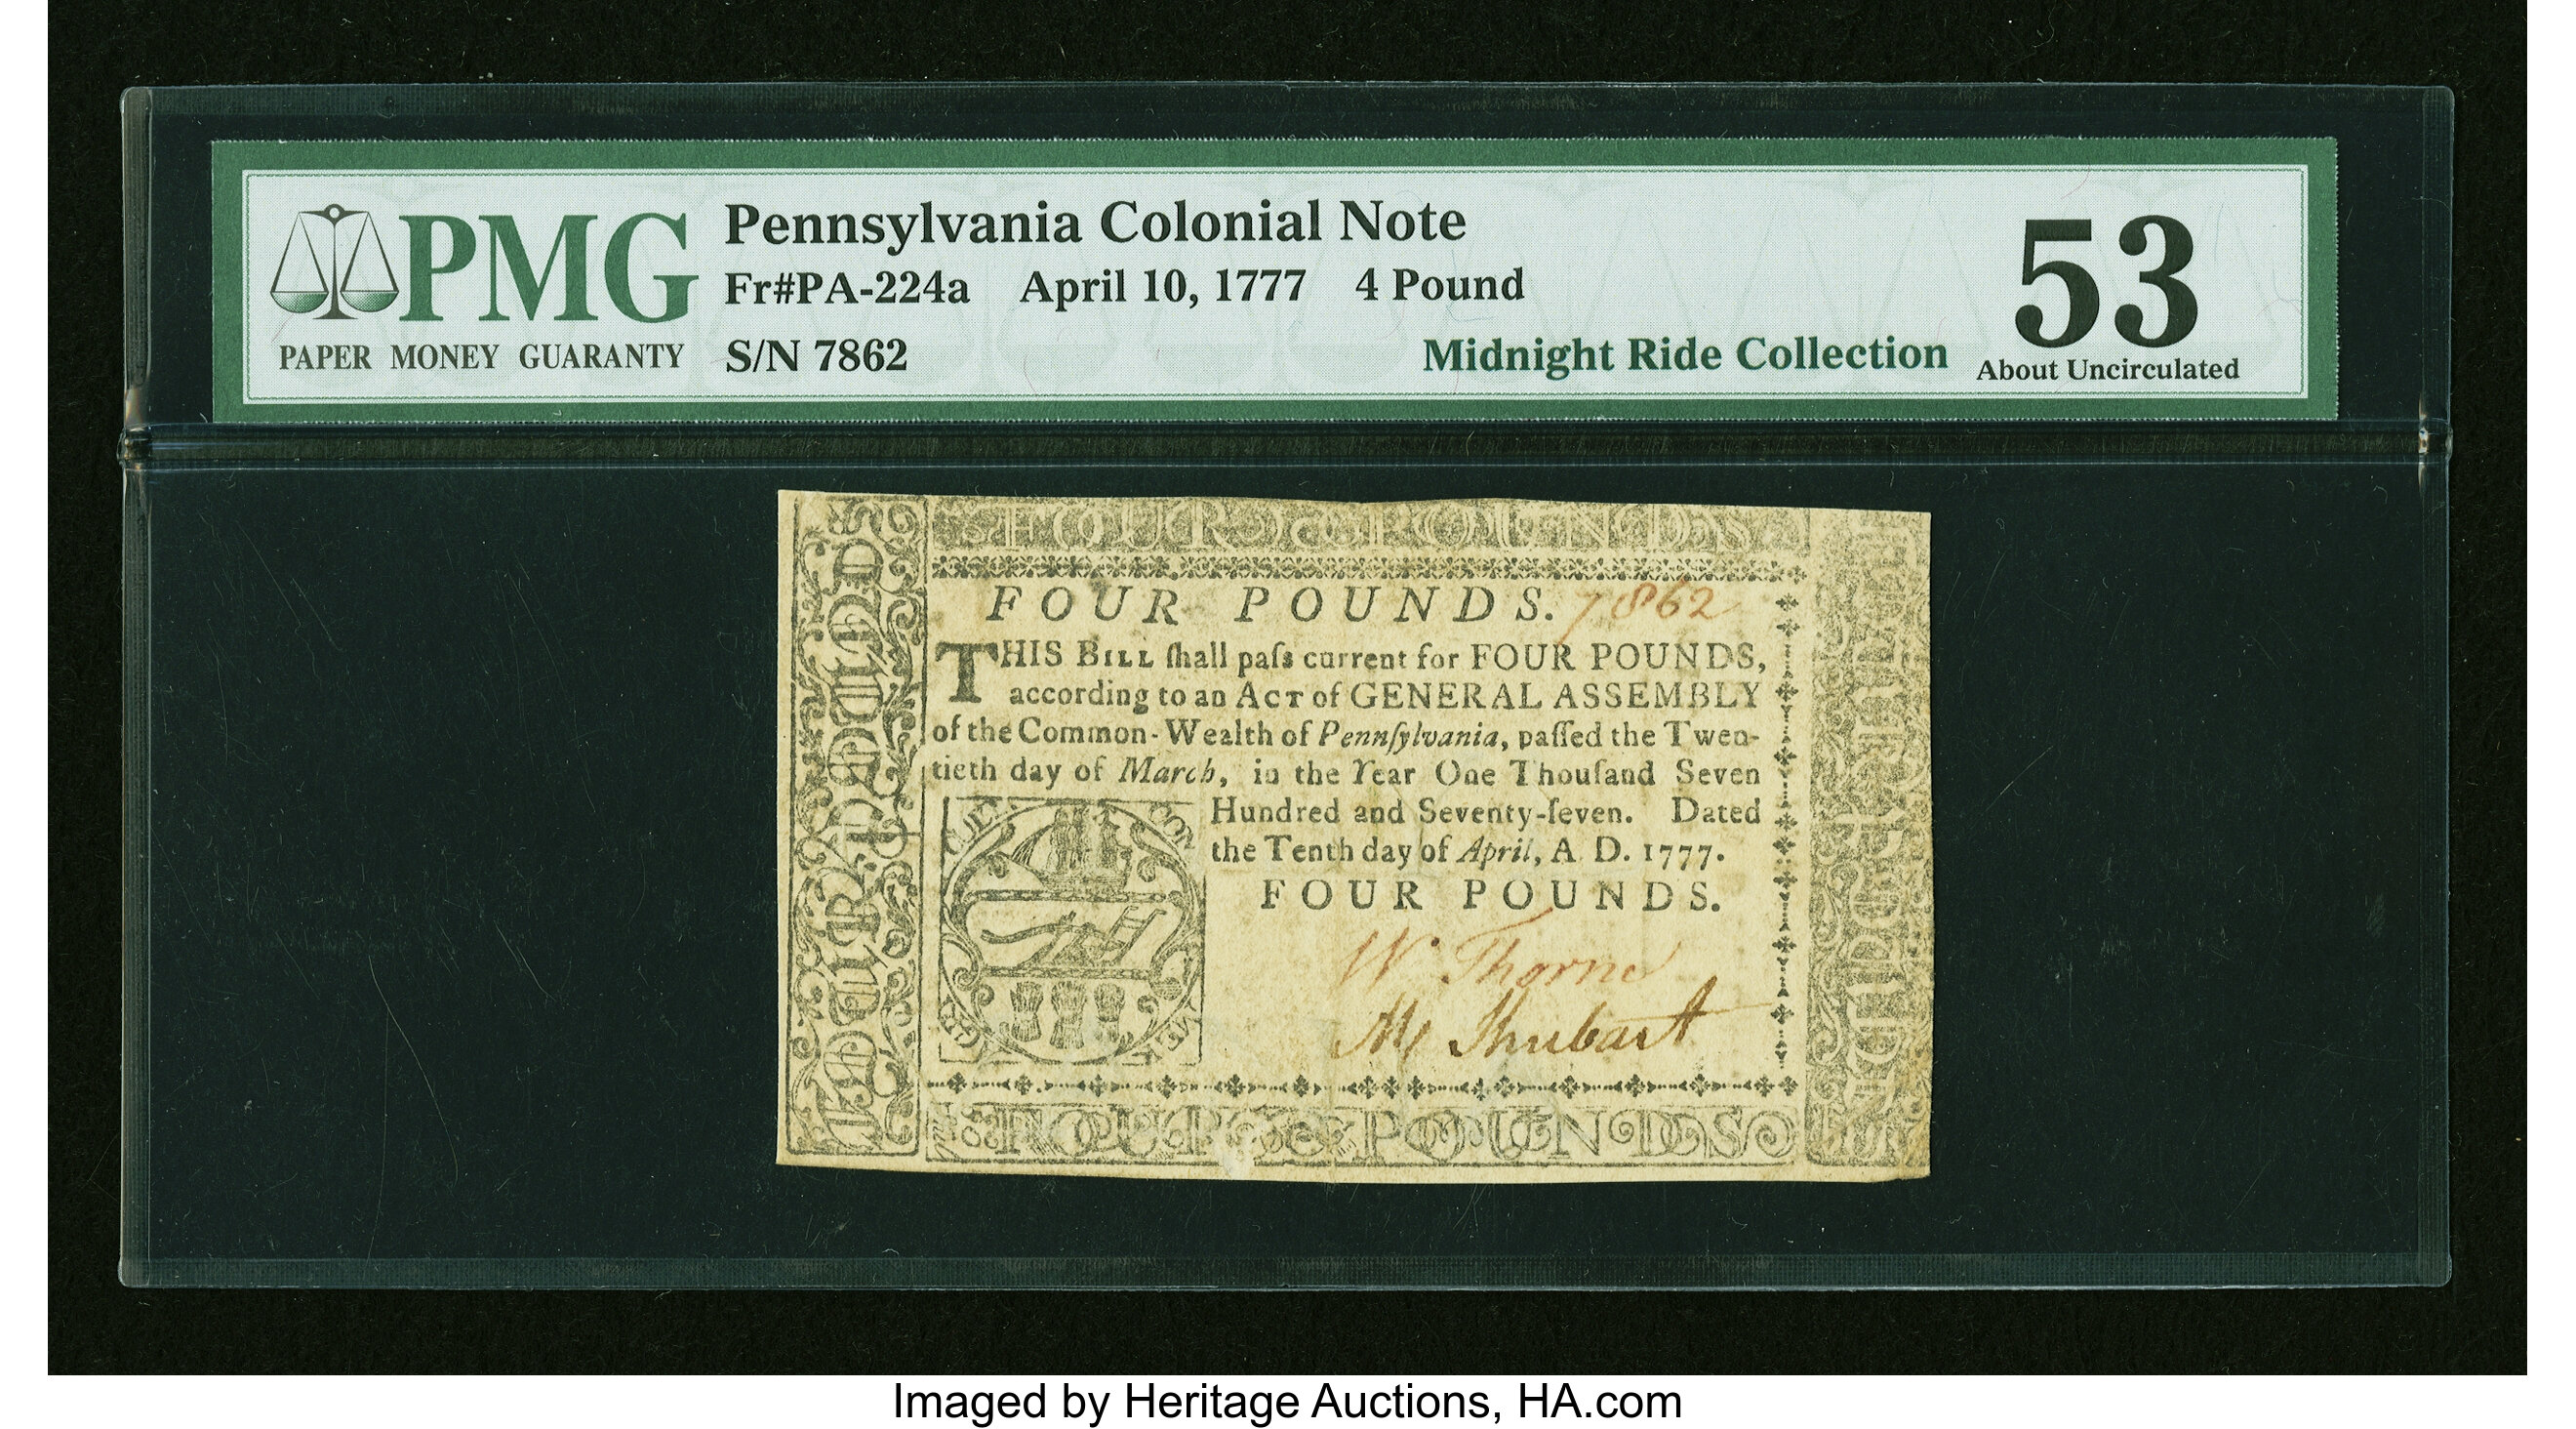 PMG
PAPER MONEY GUARANTY
Pennsylvania Colonial Note
Fr#PA-224a April 10, 1777 4 Pound
S/N 7862
Midnight Ride Collection
53
About Uncirculated
FOUR POUNDS
FOUR POUNDS. 7862
THIS BILL ſhall paſs current for FOUR POUNDS,
according to an ACT of GENERAL ASSEMBLY
of the Common-Wealth of Pennſylvania, paſſed the Twen-
tieth day of March, in the Year One Thouſand Seven
Hundred and Seventy-ſeven. Dated
the Tenth day of April, A. D. 1777.
FOUR POUNDS.
W Thorne
M Shubart
FOUR POUNDS
Imaged by Heritage Auctions, HA.com